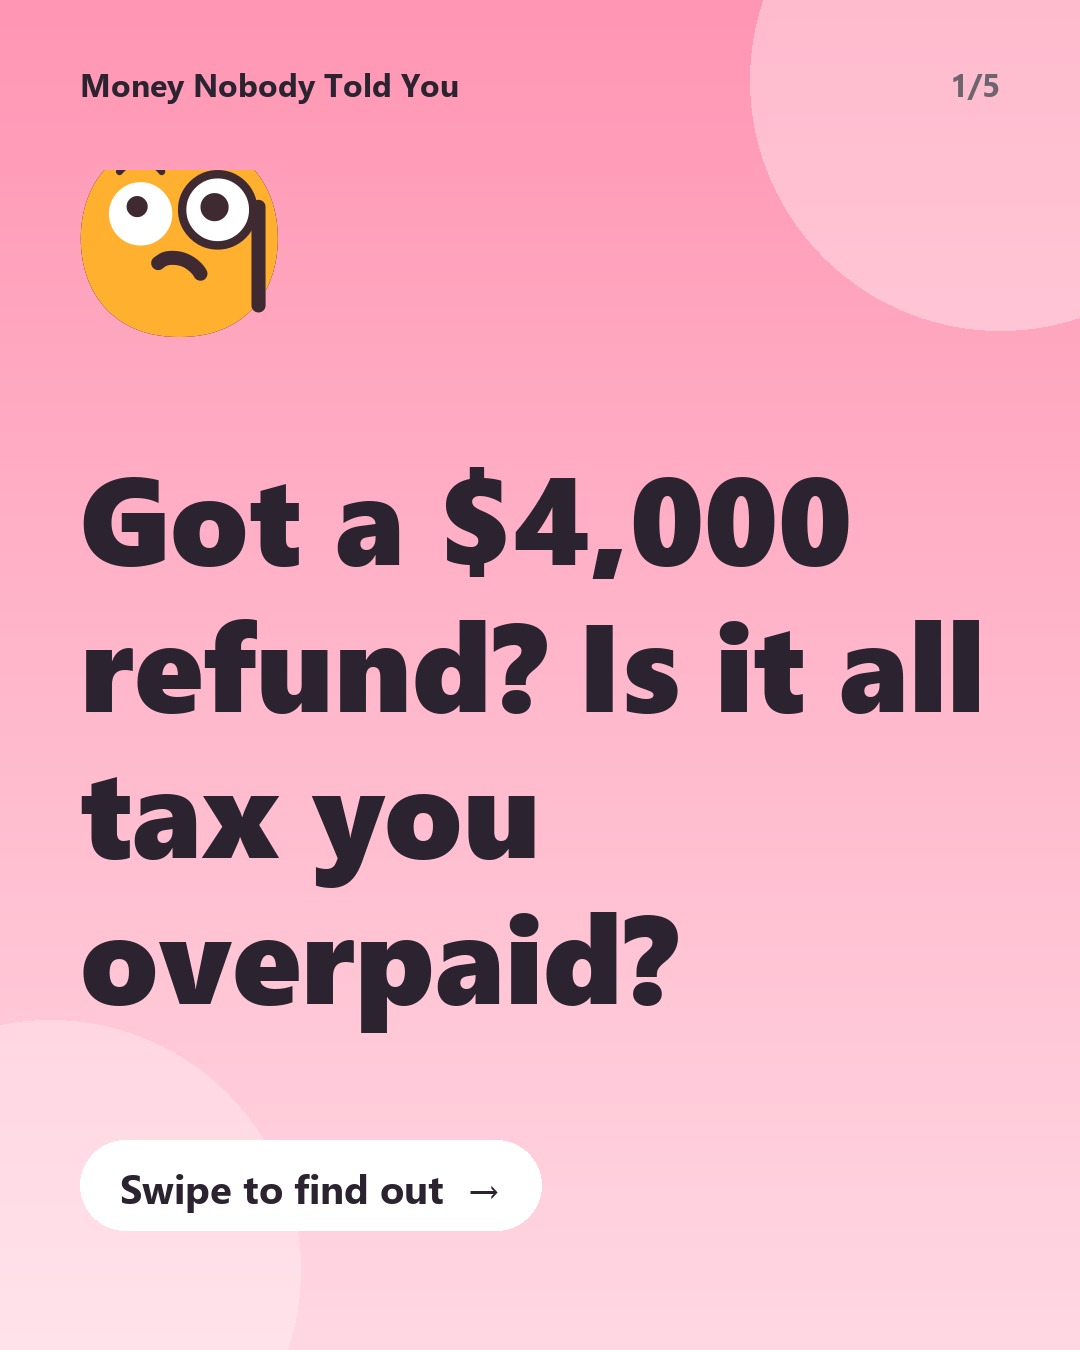 Money Nobody Told You
1/5
Got a $4,000
refund? Is it all
tax you
overpaid?
Swipe to find out →